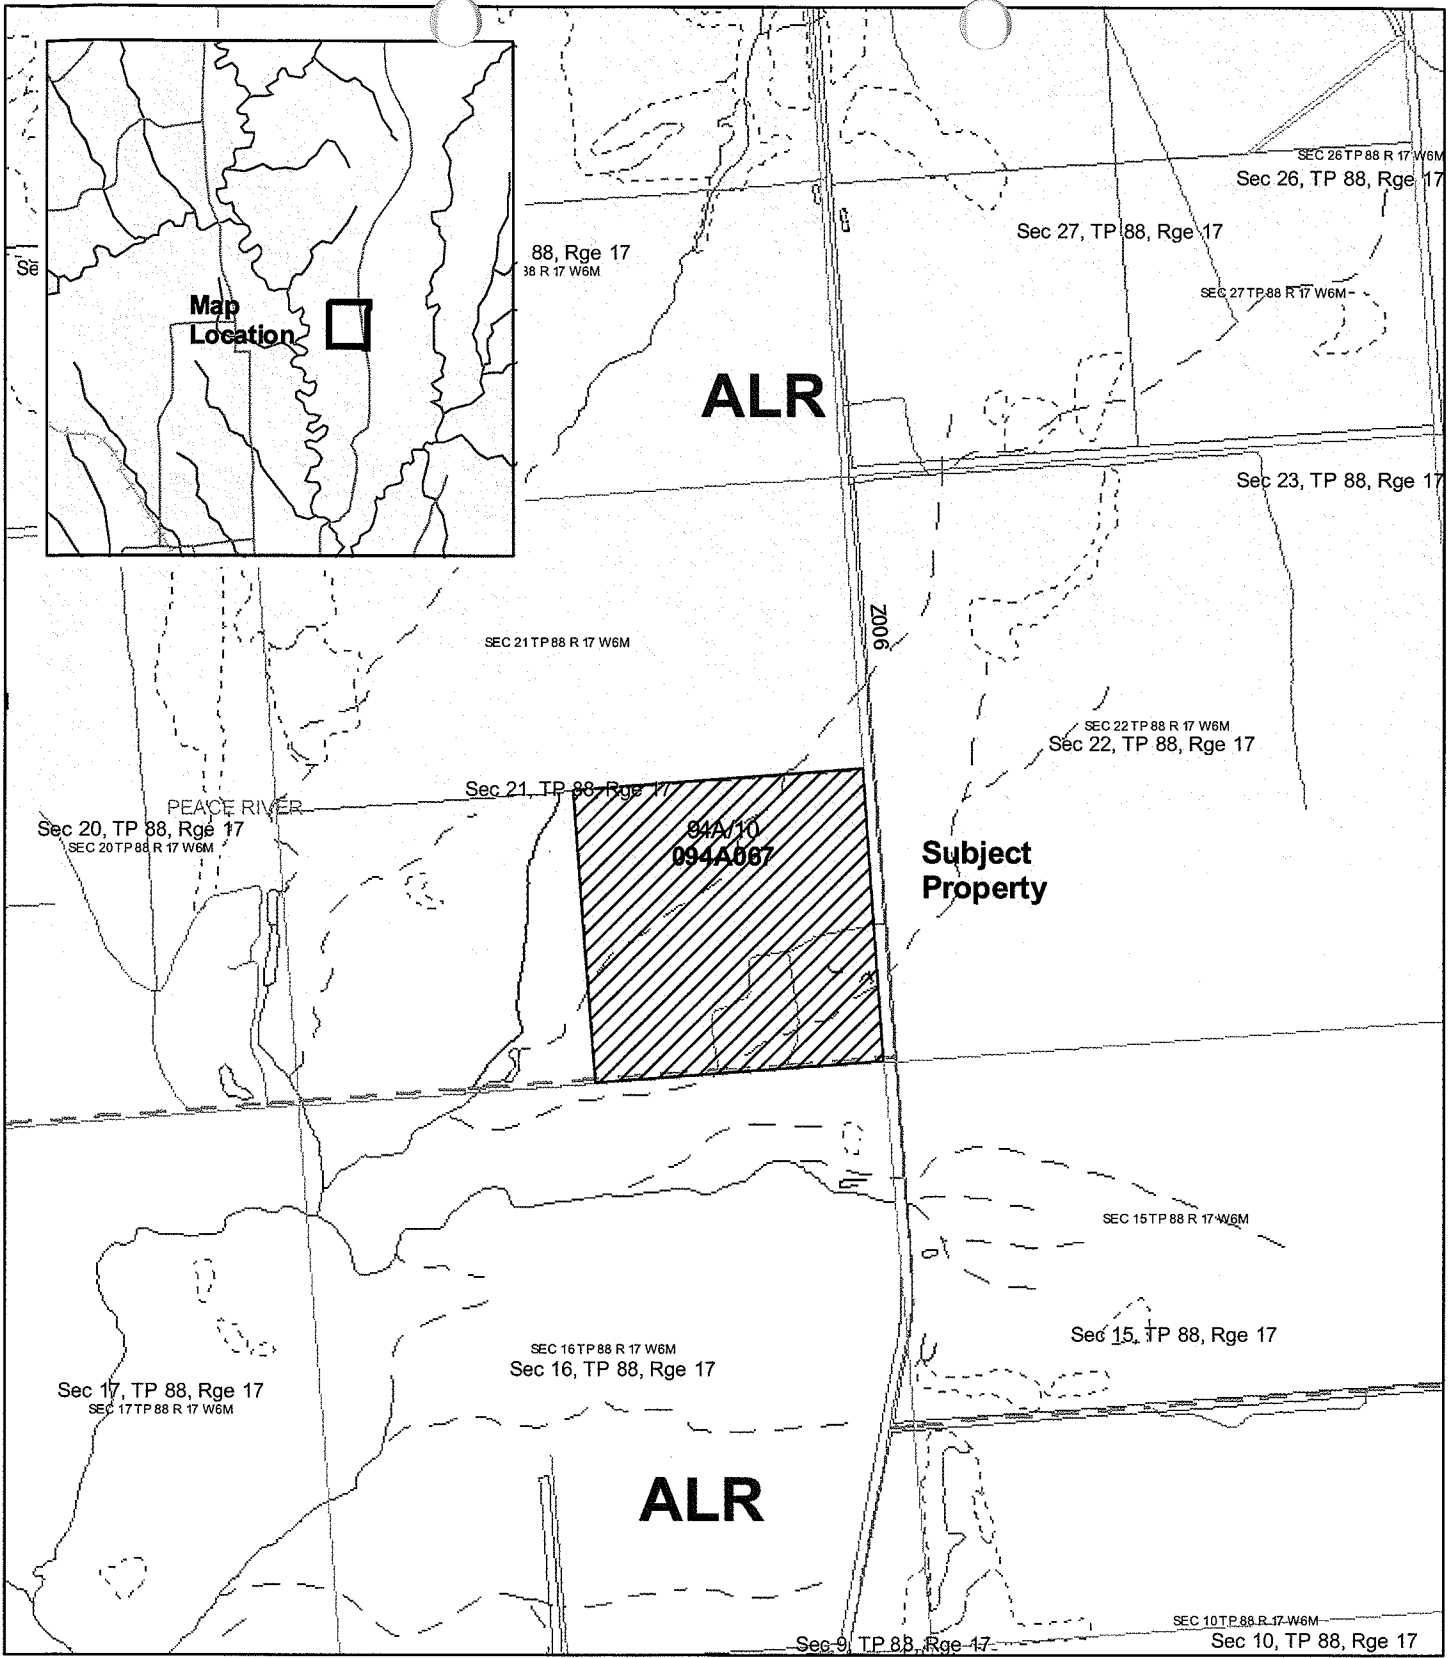 SEC 26 TP 88 R 17 W6M
Sec 26, TP 88, Rge 17
Sec 27, TP 88, Rge 17
88, Rge 17
88 R 17 W6M
Se
SEC 27 TP 88 R 17 W6M
Map
Location
ALR
Sec 23, TP 88, Rge 17
Z006
SEC 21 TP 88 R 17 W6M
SEC 22 TP 88 R 17 W6M
Sec 22, TP 88, Rge 17
Sec 21, TP 88, Rge 17
PEACE RIVER
Sec 20, TP 88, Rge 17
SEC 20 TP 88 R 17 W6M
94A/10
094A067
Subject
Property
SEC 15 TP 88 R 17 W6M
Sec 15, TP 88, Rge 17
SEC 16 TP 88 R 17 W6M
Sec 16, TP 88, Rge 17
Sec 17, TP 88, Rge 17
SEC 17 TP 88 R 17 W6M
ALR
SEC 10 TP 88 R 17 W6M
Sec 10, TP 88, Rge 17
Sec 9, TP 88, Rge 17